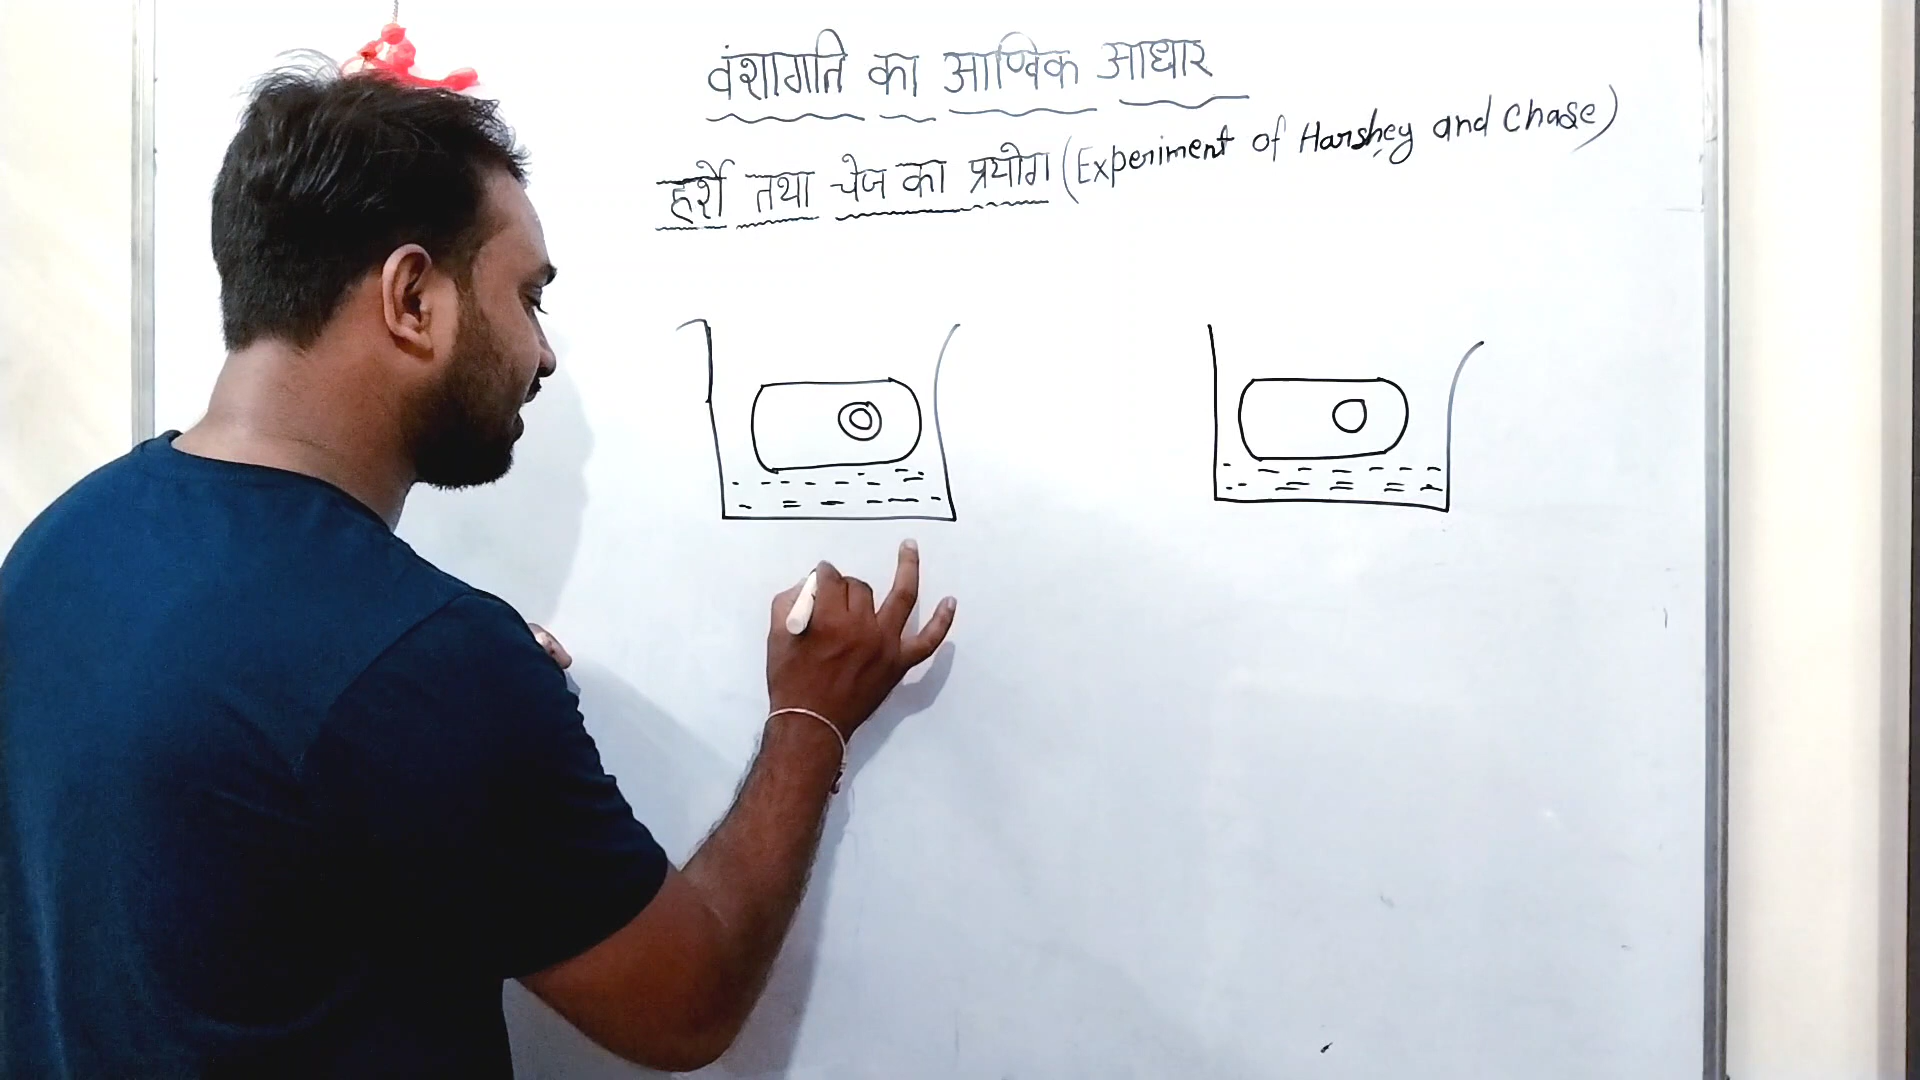 वंशागति का आण्विक आधार
हर्शे तथा चेज का प्रयोग (Experiment of Harshey and Chase)